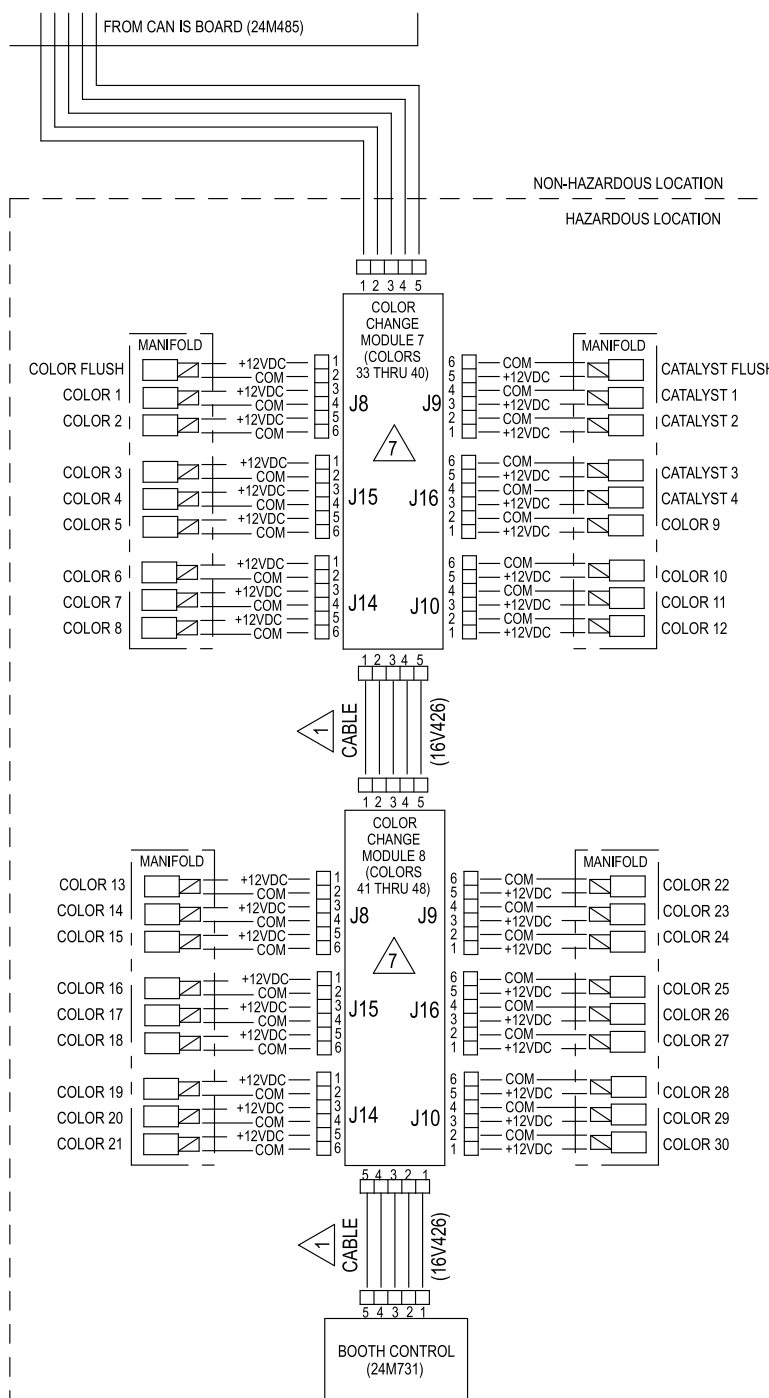 FROM CAN IS BOARD (24M485)
NON-HAZARDOUS LOCATION
HAZARDOUS LOCATION
1 2 3 4 5
COLOR
CHANGE
MODULE 7
(COLORS
33 THRU 40)
MANIFOLD
COLOR FLUSH +12VDC 1
COM 2
COLOR 1 +12VDC 3
COM 4
COLOR 2 +12VDC 5
COM 6
J8
COLOR 3 +12VDC 1
COM 2
COLOR 4 +12VDC 3
COM 4
COLOR 5 +12VDC 5
COM 6
J15
COLOR 6 +12VDC 1
COM 2
COLOR 7 +12VDC 3
COM 4
COLOR 8 +12VDC 5
COM 6
J14
7
MANIFOLD
6 COM CATALYST FLUSH
5 +12VDC
4 COM CATALYST 1
3 +12VDC
2 COM CATALYST 2
1 +12VDC
J9
6 COM CATALYST 3
5 +12VDC
4 COM CATALYST 4
3 +12VDC
2 COM COLOR 9
1 +12VDC
J16
6 COM COLOR 10
5 +12VDC
4 COM COLOR 11
3 +12VDC
2 COM COLOR 12
1 +12VDC
J10
1 2 3 4 5
1
CABLE
(16V426)
1 2 3 4 5
COLOR
CHANGE
MODULE 8
(COLORS
41 THRU 48)
MANIFOLD
COLOR 13 +12VDC 1
COM 2
COLOR 14 +12VDC 3
COM 4
COLOR 15 +12VDC 5
COM 6
J8
COLOR 16 +12VDC 1
COM 2
COLOR 17 +12VDC 3
COM 4
COLOR 18 +12VDC 5
COM 6
J15
COLOR 19 +12VDC 1
COM 2
COLOR 20 +12VDC 3
COM 4
COLOR 21 +12VDC 5
COM 6
J14
7
MANIFOLD
6 COM COLOR 22
5 +12VDC
4 COM COLOR 23
3 +12VDC
2 COM COLOR 24
1 +12VDC
J9
6 COM COLOR 25
5 +12VDC
4 COM COLOR 26
3 +12VDC
2 COM COLOR 27
1 +12VDC
J16
6 COM COLOR 28
5 +12VDC
4 COM COLOR 29
3 +12VDC
2 COM COLOR 30
1 +12VDC
J10
5 4 3 2 1
1
CABLE
(16V426)
5 4 3 2 1
BOOTH CONTROL
(24M731)